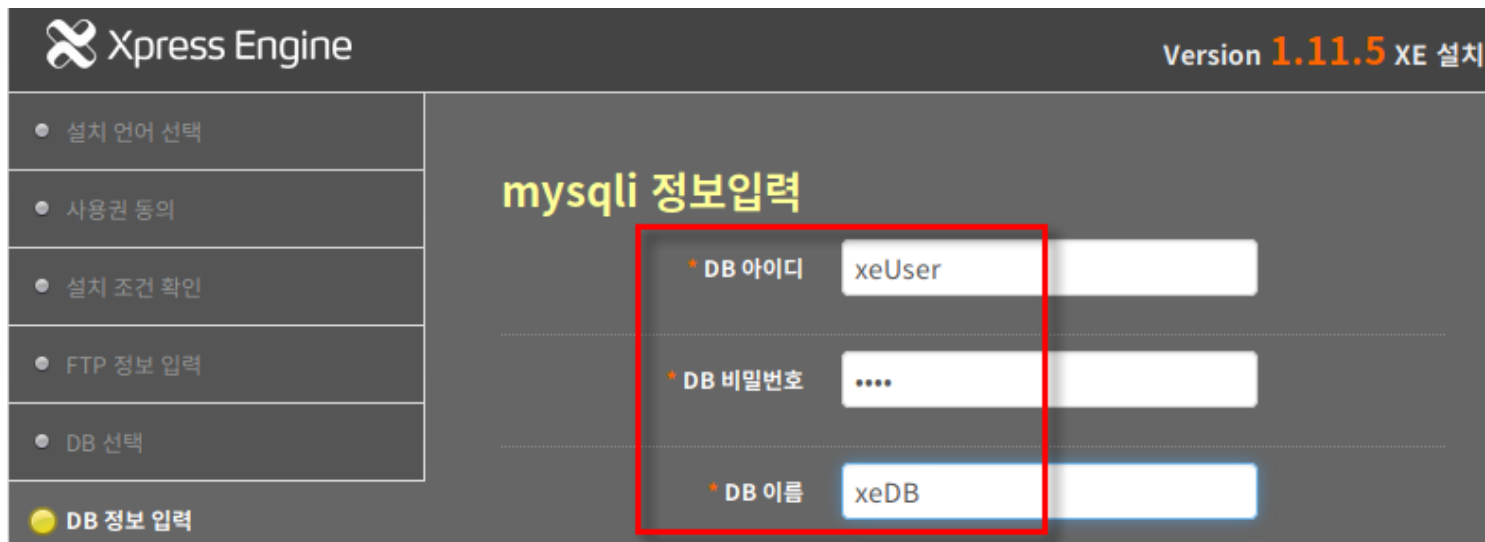 Xpress Engine
Version 1.11.5 XE 설치
설치 언어 선택
사용권 동의
설치 조건 확인
FTP 정보 입력
DB 선택
DB 정보 입력
mysqli 정보입력
* DB 아이디 xeUser
* DB 비밀번호 ••••
* DB 이름 xeDB